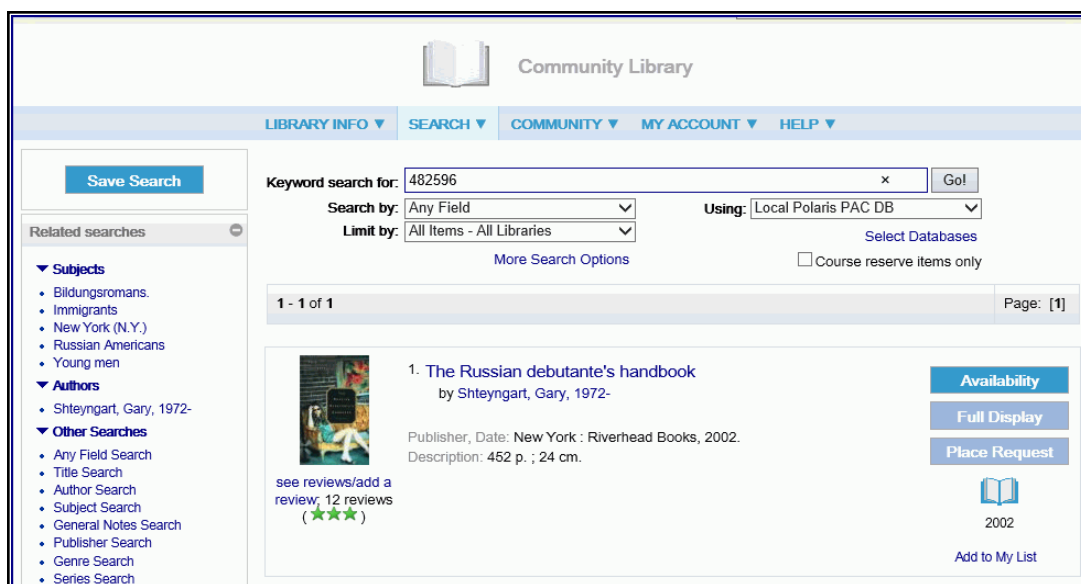 Community Library
LIBRARY INFO ▼ SEARCH ▼ COMMUNITY ▼ MY ACCOUNT ▼ HELP ▼
Save Search
Related searches
▼ Subjects
• Bildungsromans.
• Immigrants
• New York (N.Y.)
• Russian Americans
• Young men
▼ Authors
• Shteyngart, Gary, 1972-
▼ Other Searches
• Any Field Search
• Title Search
• Author Search
• Subject Search
• General Notes Search
• Publisher Search
• Genre Search
• Series Search
Keyword search for: 482596 × Go!
Search by: Any Field Using: Local Polaris PAC DB
Limit by: All Items - All Libraries Select Databases
More Search Options Course reserve items only
1 - 1 of 1 Page: [1]
1. The Russian debutante's handbook
by Shteyngart, Gary, 1972-
Publisher, Date: New York : Riverhead Books, 2002.
Description: 452 p. ; 24 cm.
see reviews/add a
review; 12 reviews
(★★★)
Availability
Full Display
Place Request
2002
Add to My List